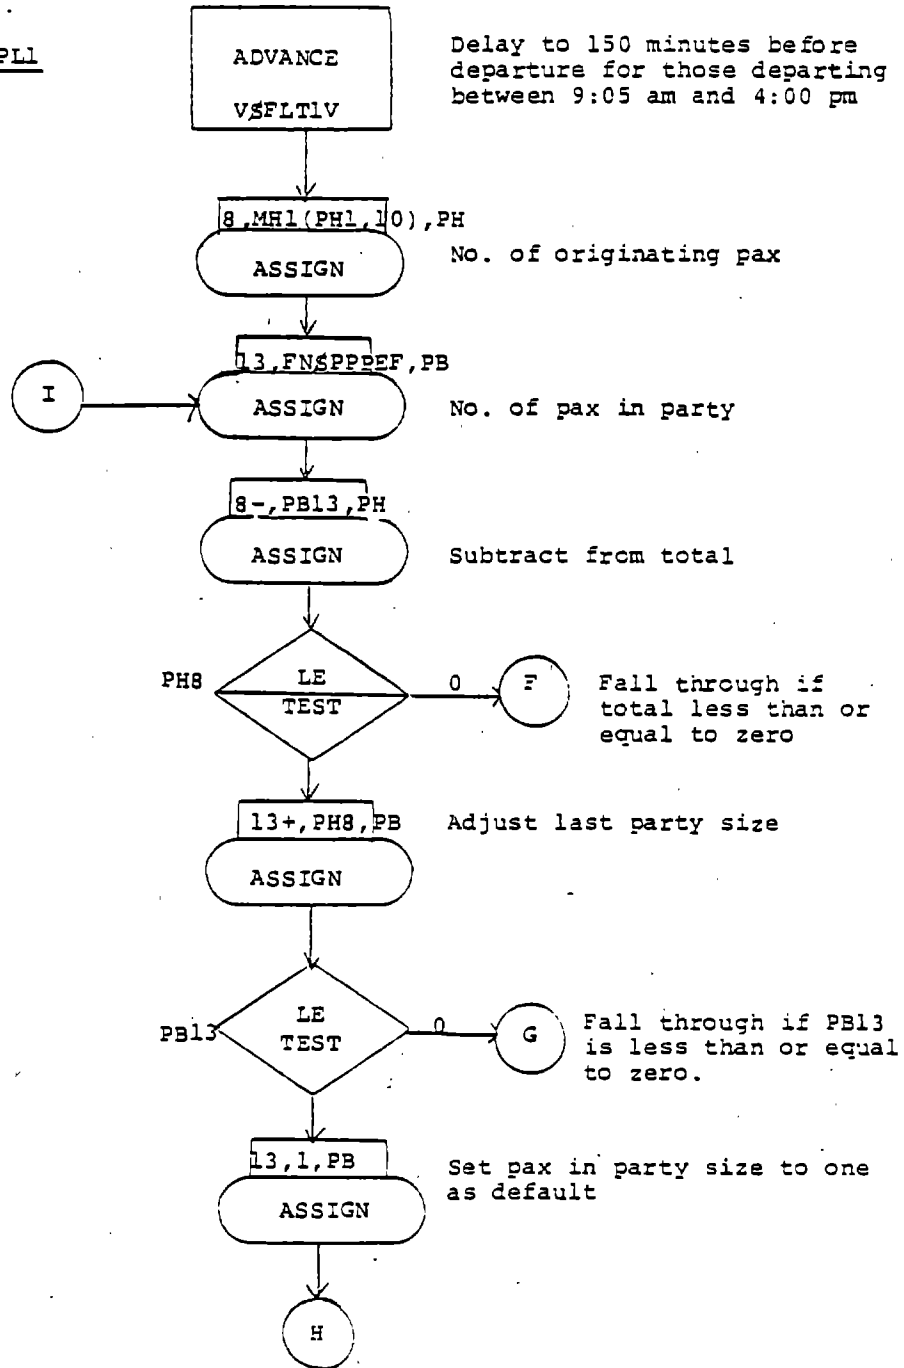 PL1
ADVANCE
V$FLT1V
Delay to 150 minutes before
departure for those departing
between 9:05 am and 4:00 pm
8,MH1(PH1,10),PH
ASSIGN
No. of originating pax
13,FN$PPPEF,PB
I
ASSIGN
No. of pax in party
8-,PB13,PH
ASSIGN
Subtract from total
PH8
LE
TEST
0
F
Fall through if
total less than or
equal to zero
13+,PH8,PB
ASSIGN
Adjust last party size
PB13
LE
TEST
0
G
Fall through if PB13
is less than or equal
to zero.
13,1,PB
ASSIGN
Set pax in party size to one
as default
H